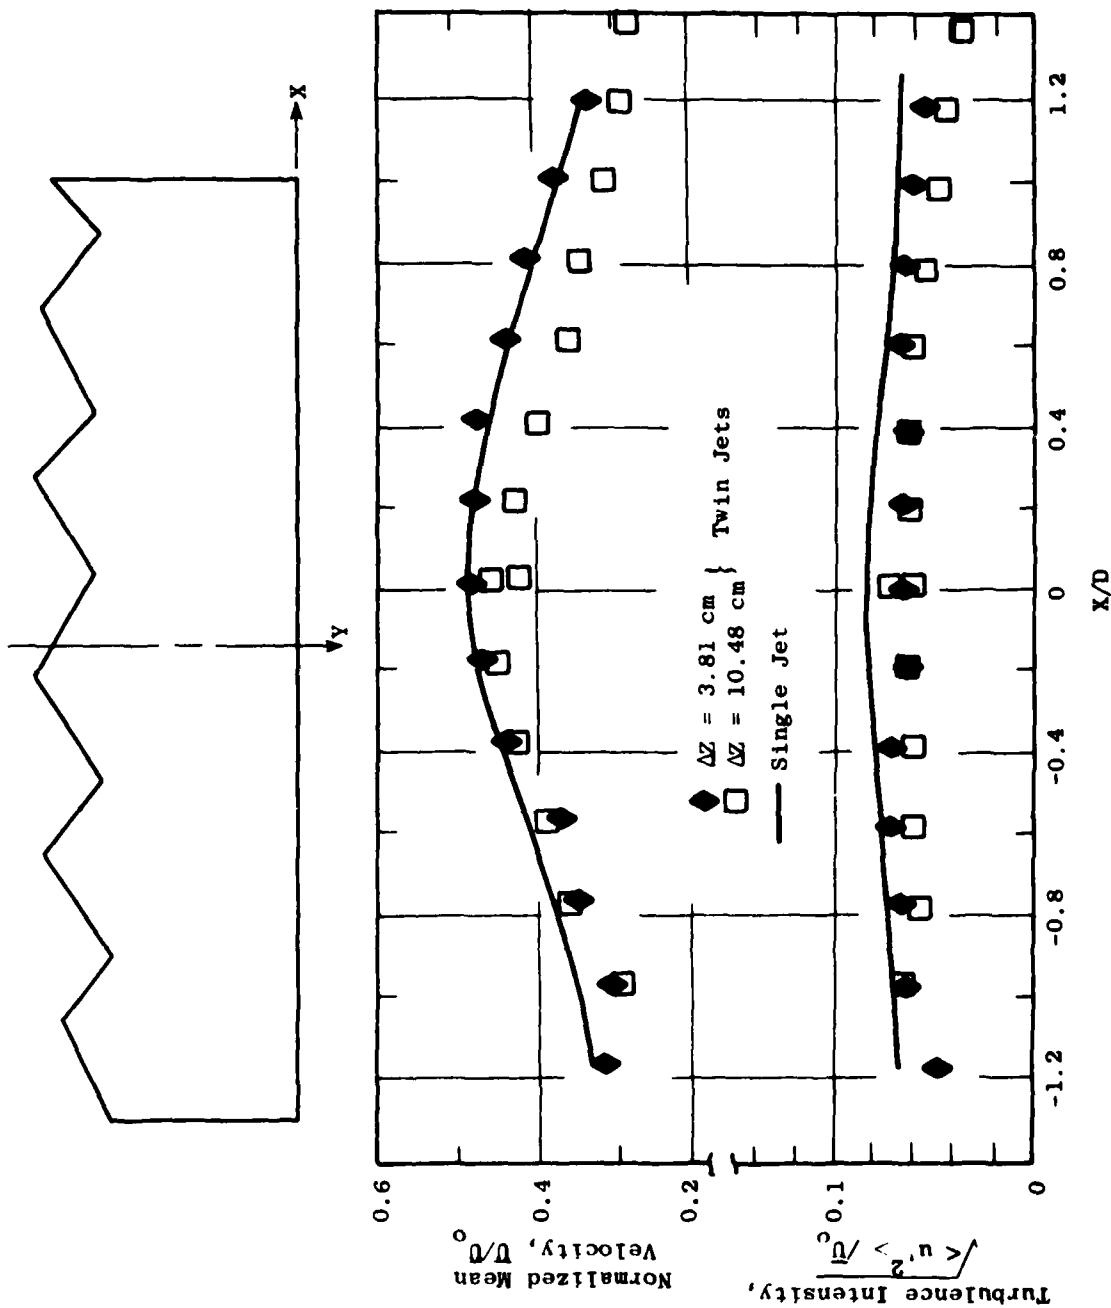 X
Y
0.6
0.4
0.2
0.1
0
Normalized Mean
Velocity, U̅/U̅o
Turbulence Intensity,
√<u'²>/U̅c
ΔZ = 3.81 cm
ΔZ = 10.48 cm } Twin Jets
Single Jet
-1.2
-0.8
-0.4
0
0.4
0.8
1.2
X/D